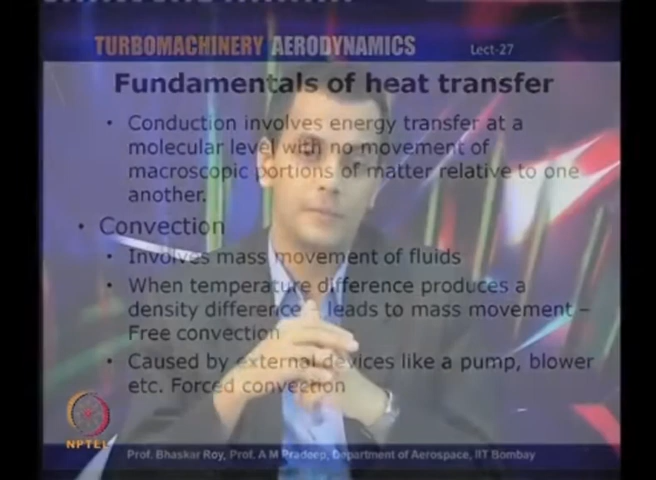 TURBOMACHINERY AERODYNAMICS
Lect-27
Fundamentals of heat transfer
• Conduction involves energy transfer at a
molecular level with no movement of
macroscopic portions of matter relative to one
another.
• Convection
• Involves mass movement of fluids
• When temperature difference produces a
density difference leads to mass movement –
Free convection
• Caused by external devices like a pump, blower
etc. Forced convection
NPTEL
Prof. Bhaskar Roy, Prof. A M Pradeep, Department of Aerospace, IIT Bombay